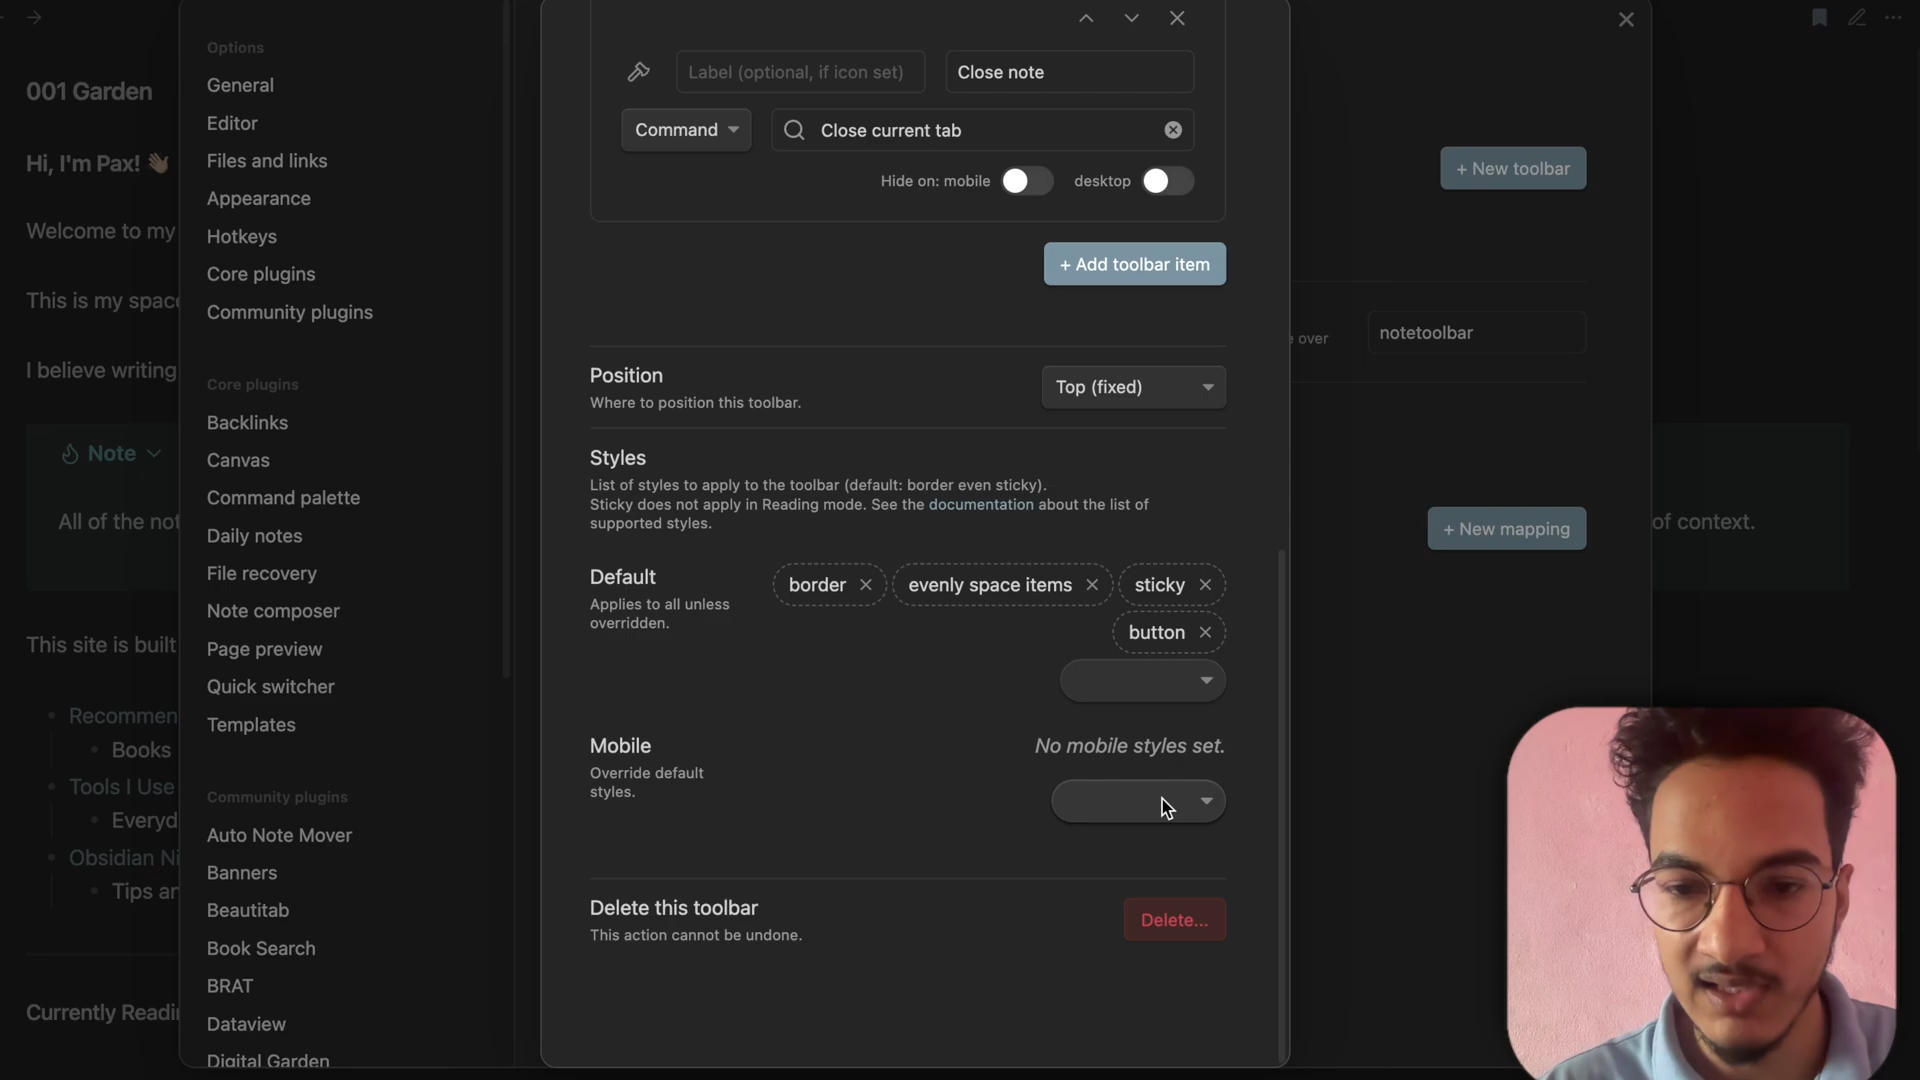 Options
General
Editor
Files and links
Appearance
Hotkeys
Core plugins
Community plugins
Core plugins
Backlinks
Canvas
Command palette
Daily notes
File recovery
Note composer
Page preview
Quick switcher
Templates
Community plugins
Auto Note Mover
Banners
Beautitab
Book Search
BRAT
Dataview
Digital Garden
001 Garden
Hi, I'm Pax! 👋🏽
Welcome to my
This is my
I believe writing
Note
All of the
This site is built
Books
Tools I Use
Obsidian
Tips
Currently
Label (optional, if icon set)
Close note
Command
Close current tab
Hide on: mobile
desktop
+ Add toolbar item
Position
Where to position this toolbar.
Top (fixed)
Styles
List of styles to apply to the toolbar (default: border even sticky).
Sticky does not apply in Reading mode. See the documentation about the list of
supported styles.
Default
Applies to all unless
overridden.
border
evenly space items
sticky
button
Mobile
Override default
styles.
No mobile styles set.
Delete this toolbar
This action cannot be undone.
Delete...
+ New toolbar
over
notetoolbar
+ New mapping
of context.